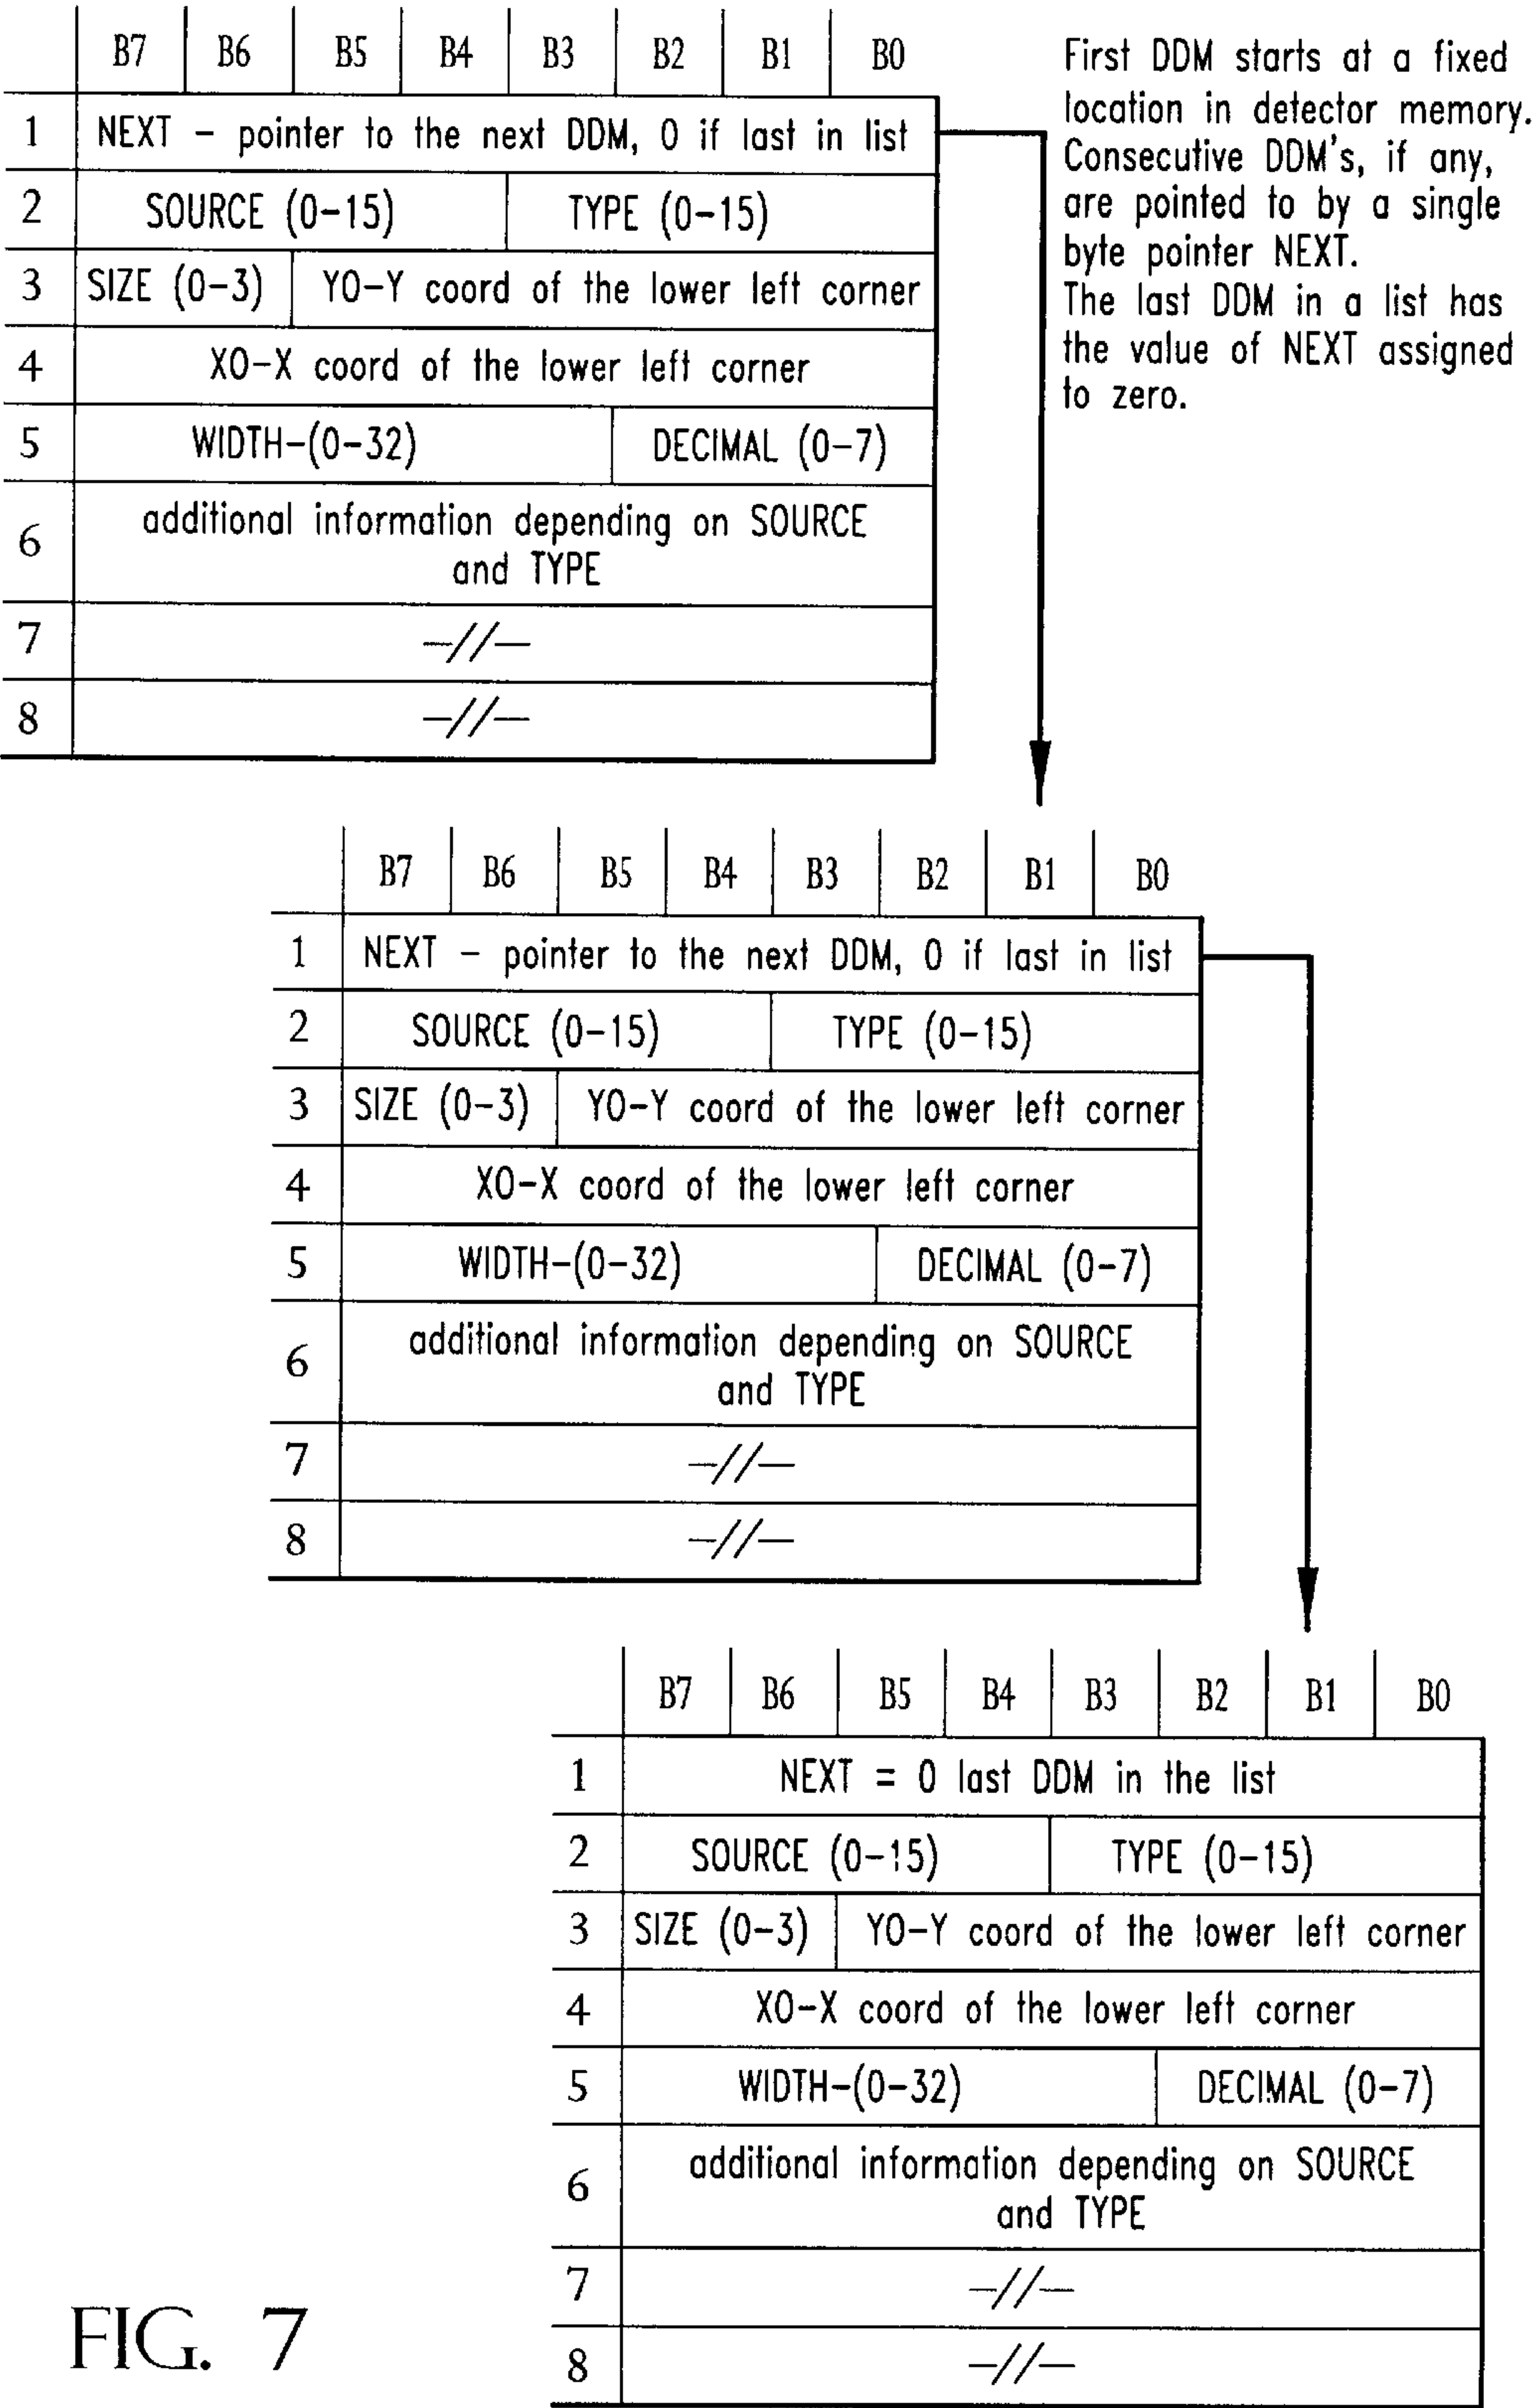 B7 B6 B5 B4 B3 B2 B1 B0
1 NEXT – pointer to the next DDM, 0 if last in list
2 SOURCE (0–15) TYPE (0–15)
3 SIZE (0–3) YO–Y coord of the lower left corner
4 XO–X coord of the lower left corner
5 WIDTH–(0–32) DECIMAL (0–7)
6 additional information depending on SOURCE
and TYPE
7 —//—
8 —//—
First DDM starts at a fixed
location in detector memory.
Consecutive DDM's, if any,
are pointed to by a single
byte pointer NEXT.
The last DDM in a list has
the value of NEXT assigned
to zero.
B7 B6 B5 B4 B3 B2 B1 B0
1 NEXT – pointer to the next DDM, 0 if last in list
2 SOURCE (0–15) TYPE (0–15)
3 SIZE (0–3) YO–Y coord of the lower left corner
4 XO–X coord of the lower left corner
5 WIDTH–(0–32) DECIMAL (0–7)
6 additional information depending on SOURCE
and TYPE
7 —//—
8 —//—
B7 B6 B5 B4 B3 B2 B1 B0
1 NEXT = 0 last DDM in the list
2 SOURCE (0–15) TYPE (0–15)
3 SIZE (0–3) YO–Y coord of the lower left corner
4 XO–X coord of the lower left corner
5 WIDTH–(0–32) DECIMAL (0–7)
6 additional information depending on SOURCE
and TYPE
7 —//—
8 —//—
FIG. 7